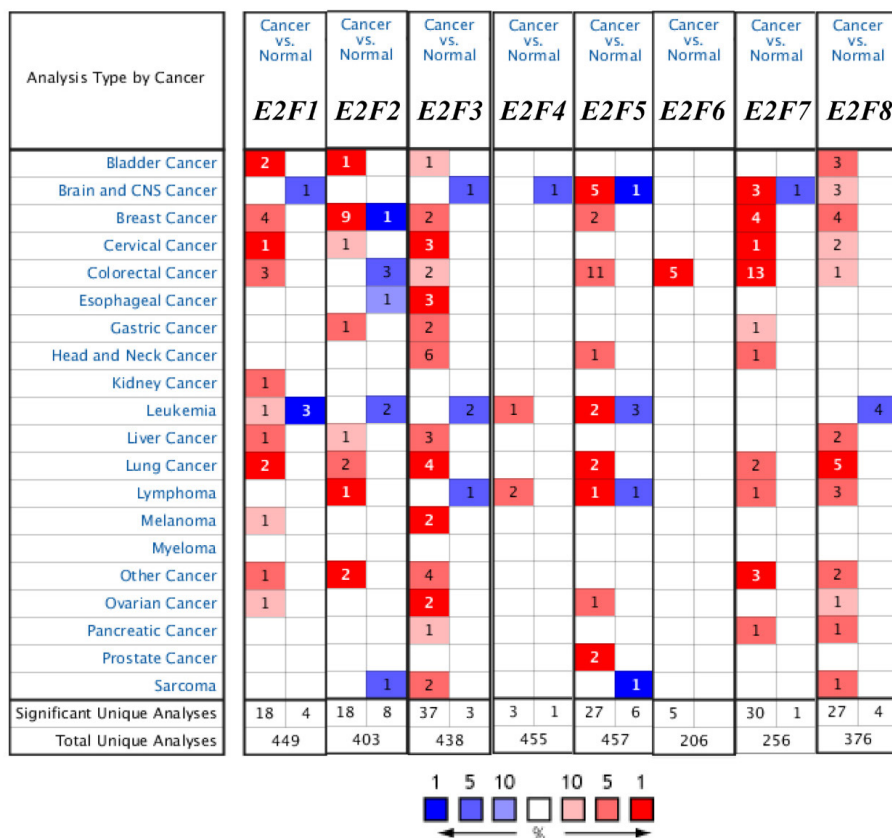 Cancer vs. Normal Cancer vs. Normal Cancer vs. Normal Cancer vs. Normal Cancer vs. Normal Cancer vs. Normal Cancer vs. Normal Cancer vs. Normal
Analysis Type by Cancer
E2F1 E2F2 E2F3 E2F4 E2F5 E2F6 E2F7 E2F8
Bladder Cancer 2 1 1 3
Brain and CNS Cancer 1 1 1 5 1 3 1 3
Breast Cancer 4 9 1 2 2 4 4
Cervical Cancer 1 1 3 1 2
Colorectal Cancer 3 3 2 11 5 13 1
Esophageal Cancer 1 3
Gastric Cancer 1 2 1
Head and Neck Cancer 6 1 1
Kidney Cancer 1
Leukemia 1 3 2 2 1 2 3 4
Liver Cancer 1 1 3 2
Lung Cancer 2 2 4 2 2 5
Lymphoma 1 1 2 1 1 1 3
Melanoma 1 2
Myeloma
Other Cancer 1 2 4 3 2
Ovarian Cancer 1 2 1 1
Pancreatic Cancer 1 1 1
Prostate Cancer 2
Sarcoma 1 2 1 1
Significant Unique Analyses 18 4 18 8 37 3 3 1 27 6 5 30 1 27 4
Total Unique Analyses 449 403 438 455 457 206 256 376
1 5 10 10 5 1
%